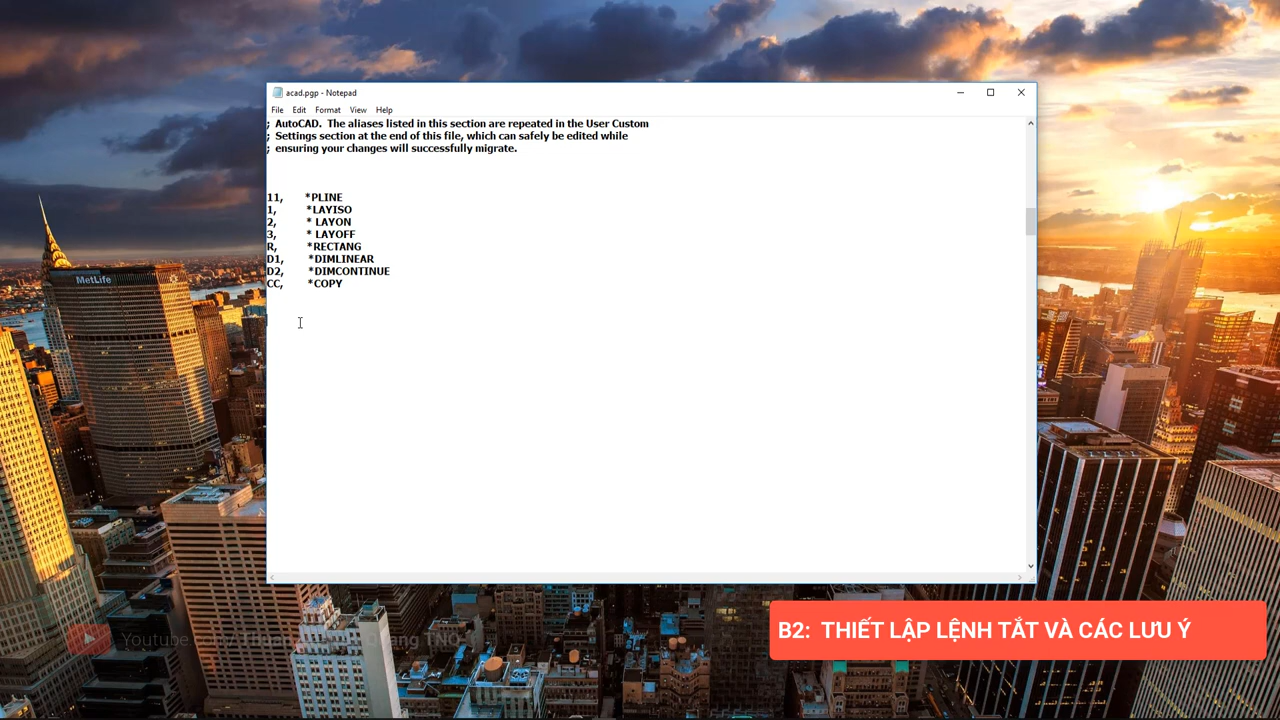 acad.pgp - Notepad
File Edit Format View Help
; AutoCAD. The aliases listed in this section are repeated in the User Custom
; Settings section at the end of this file, which can safely be edited while
; ensuring your changes will successfully migrate.
11, *PLINE
1, *LAYISO
2, * LAYON
3, * LAYOFF
R, *RECTANG
D1, *DIMLINEAR
D2, *DIMCONTINUE
CC, *COPY
MetLife
B2: THIẾT LẬP LỆNH TẮT VÀ CÁC LƯU Ý
Youtube